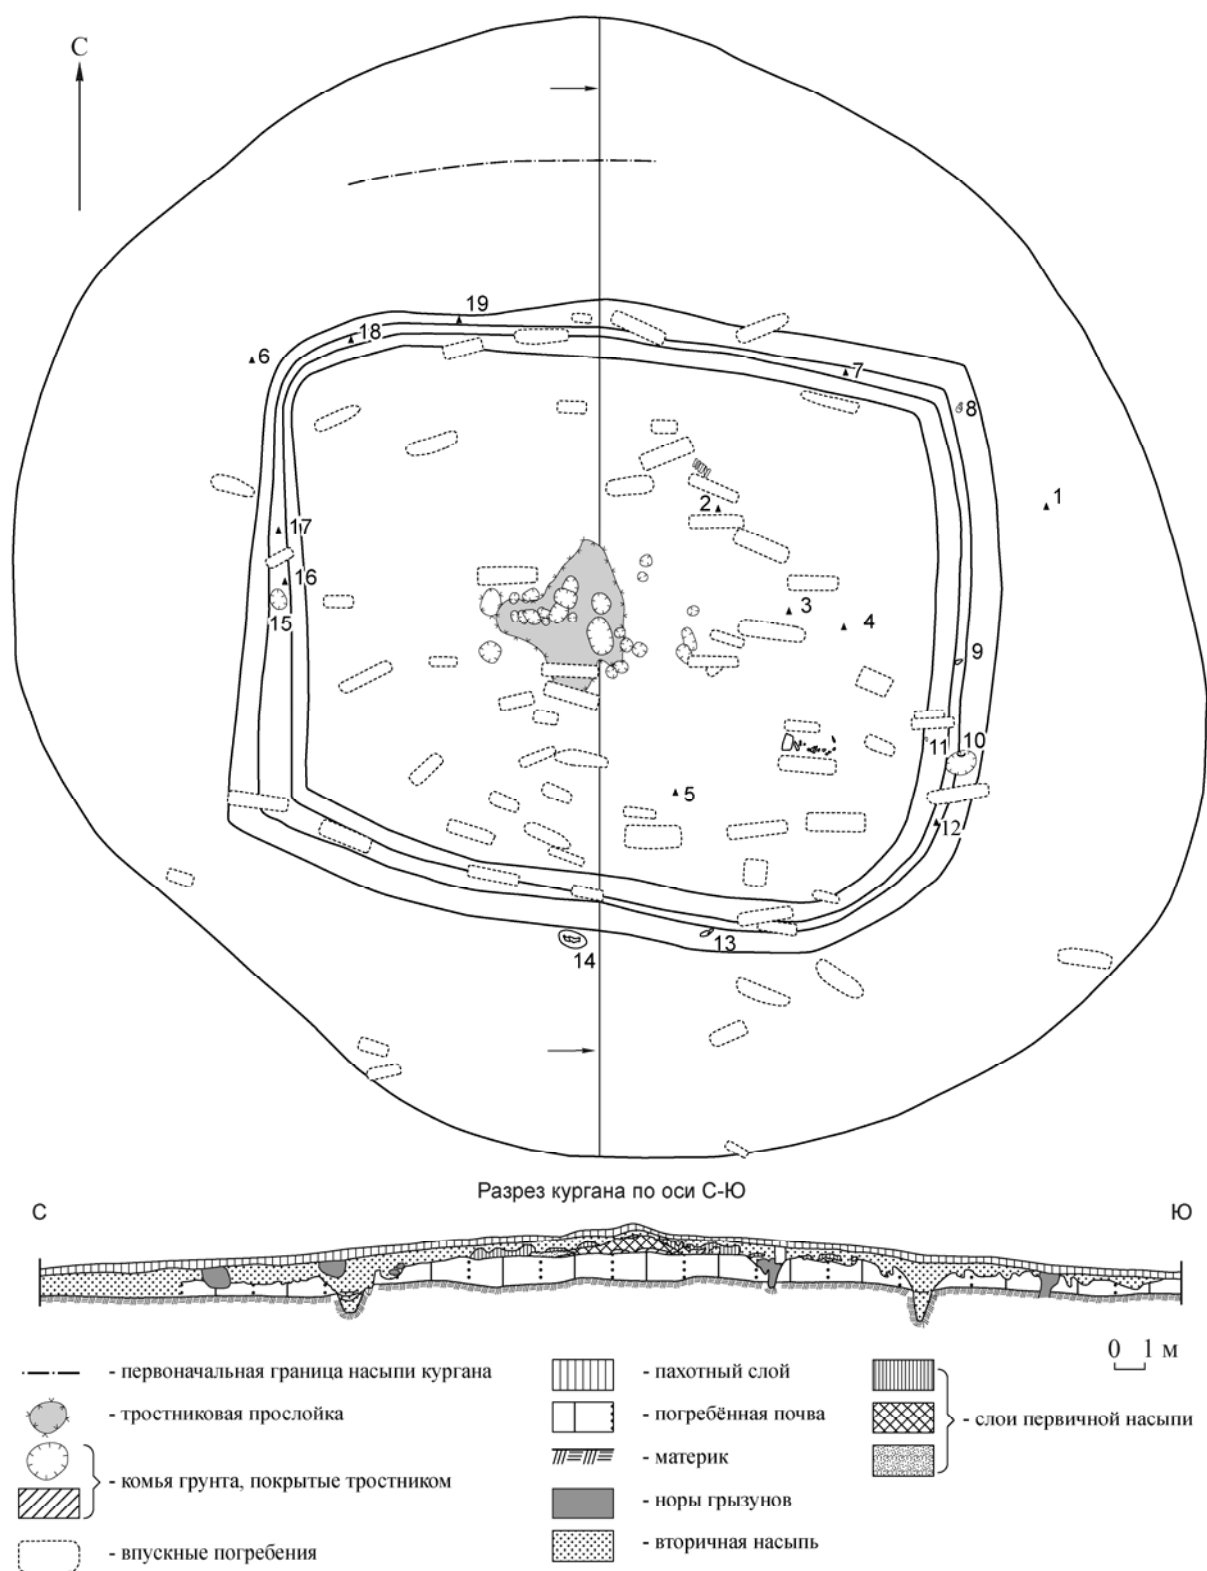 С
19
18
6
7
8
1
2
17
16
3
4
15
9
11
10
5
12
13
14
Разрез кургана по оси С-Ю
С
Ю
0 1 м
- первоначальная граница насыпи кургана
- тростниковая прослойка
- комья грунта, покрытые тростником
- впускные погребения
- пахотный слой
- погребённая почва
- материк
- норы грызунов
- вторичная насыпь
- слои первичной насыпи